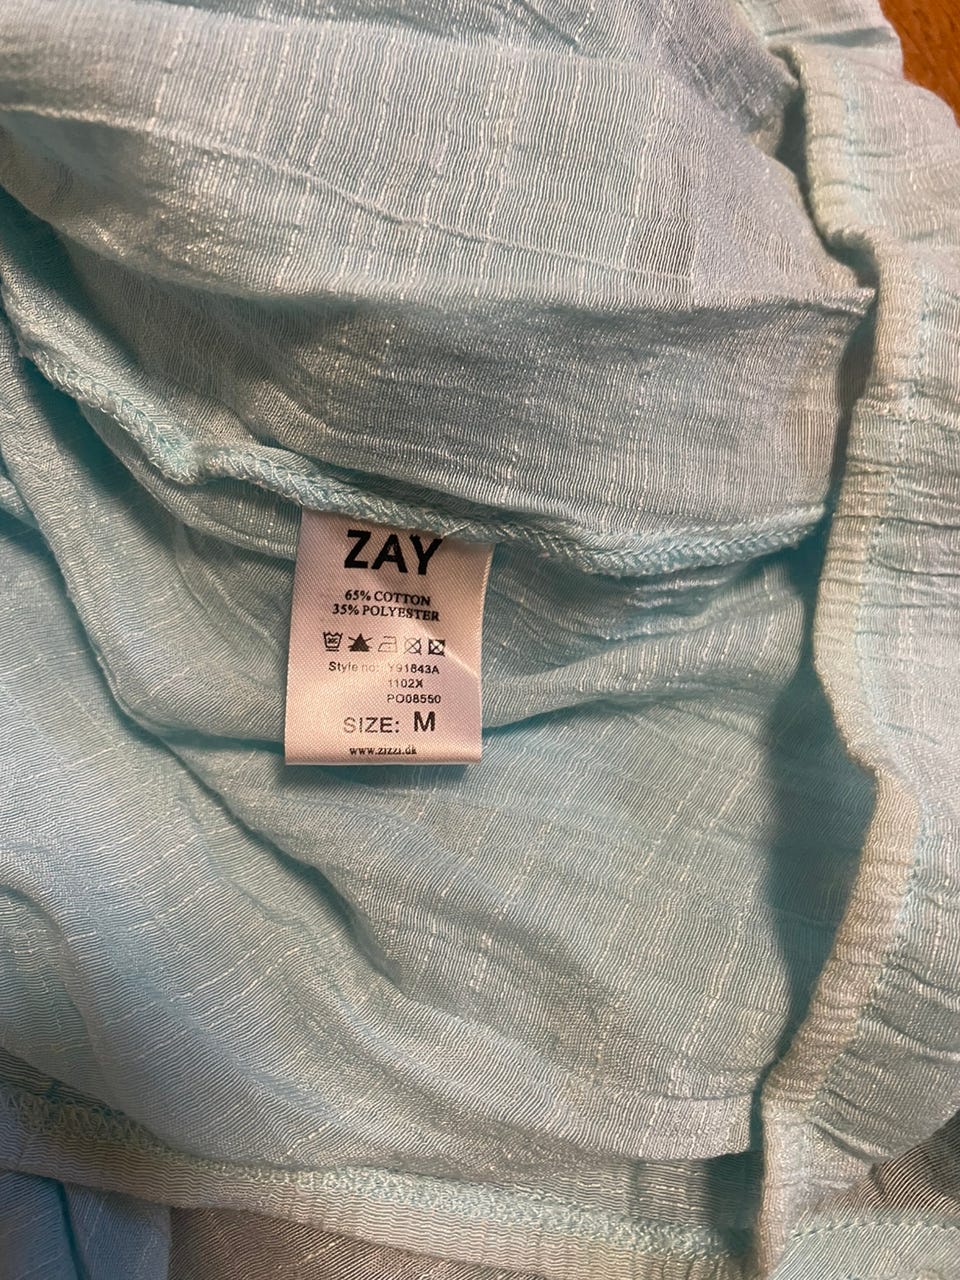 ZAY
65% COTTON
35% POLYESTER
Style no: Y91843A
1102X
PO08550
SIZE: M
www.zizzi.dk